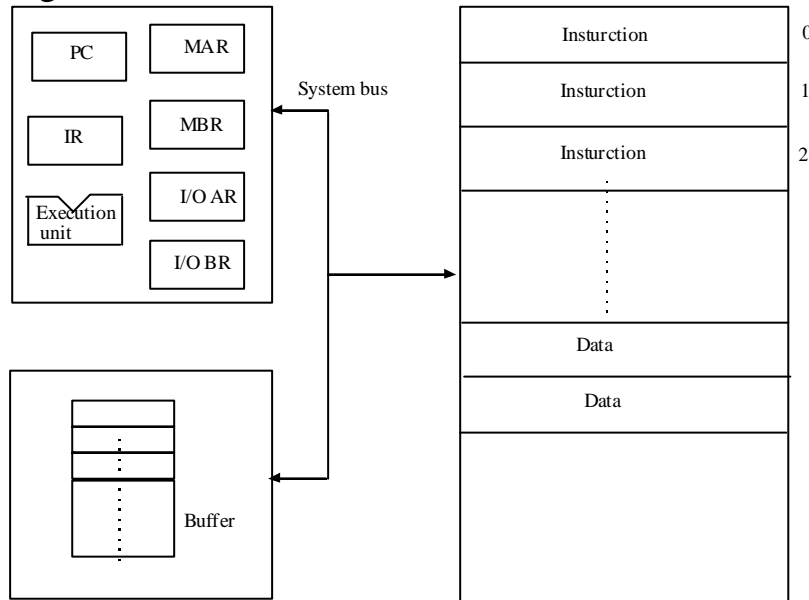 PC
MAR
IR
MBR
Execution
unit
I/O AR
I/O BR
System bus
Buffer
Insturction
0
Insturction
1
Insturction
2
Data
Data